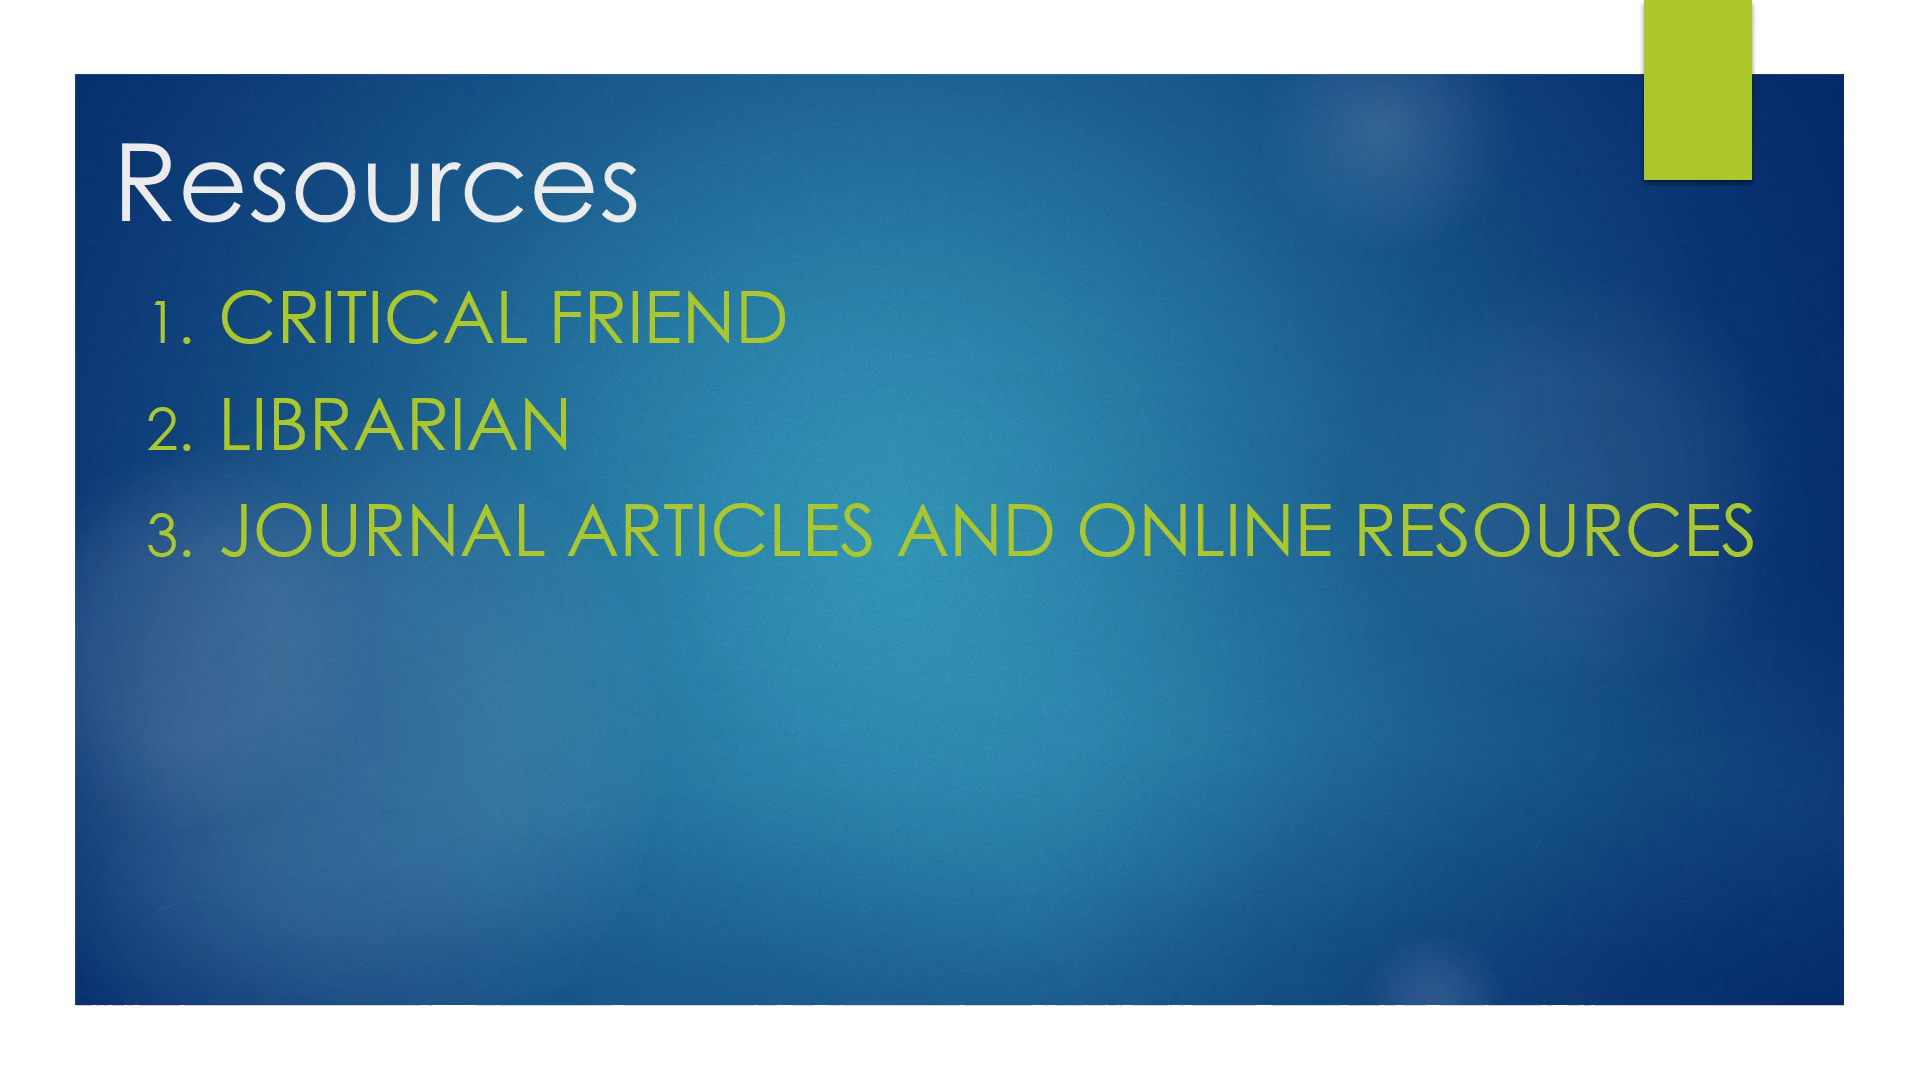 Resources
1. CRITICAL FRIEND
2. LIBRARIAN
3. JOURNAL ARTICLES AND ONLINE RESOURCES